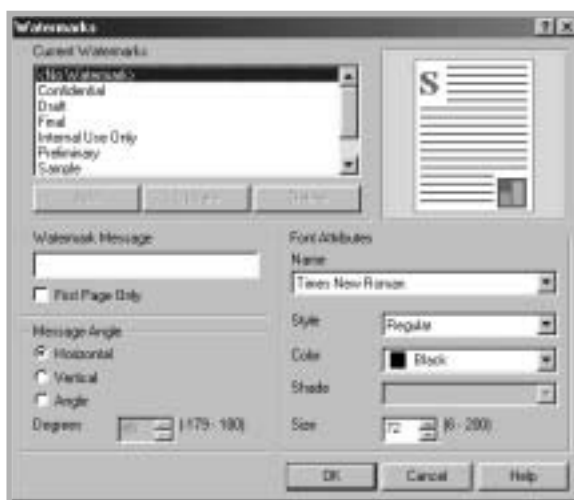 Watermarks
Current Watermarks
<No Watermark>
Confidential
Draft
Final
Internal Use Only
Preliminary
Sample
S
Watermark Message
First Page Only
Font Attributes
Name
Times New Roman
Style
Regular
Color
Black
Shade
Size
72
(6 - 200)
Message Angle
Horizontal
Vertical
Angle
Degrees
(-179 - 180)
OK
Cancel
Help